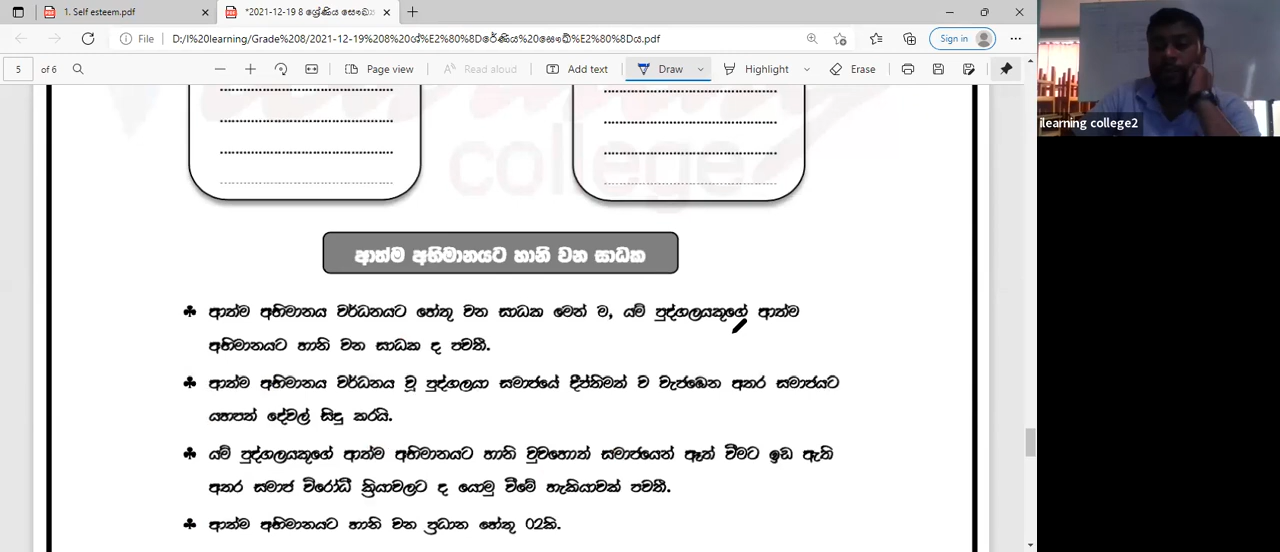 1. Self esteem.pdf
*2021-12-19 8 ශ්‍රේණිය සෞඛ්‍ය
File
D:/I%20learning/Grade%208/2021-12-19%208%20ශ්%E2%80%8Dරේණිය%20සෞඛ්%E2%80%8Dය.pdf
Sign in
5 of 6
Page view
Read aloud
Add text
Draw
Highlight
Erase
ilearning college2
college
ආත්ම අභිමානයට හානි වන සාධක
♣ ආත්ම අභිමානය වර්ධනයට හේතු වන සාධක මෙන් ම, යම් පුද්ගලයකුගේ ආත්ම
අභිමානයට හානි වන සාධක ද පවතී.
♣ ආත්ම අභිමානය වර්ධනය වූ පුද්ගලයා සමාජයේ දීප්තිමත් ව වැජඹෙන අතර සමාජයට
යහපත් දේවල් සිදු කරයි.
♣ යම් පුද්ගලයකුගේ ආත්ම අභිමානයට හානි වුවහොත් සමාජයෙන් ඈත් වීමට ඉඩ ඇති
අතර සමාජ විරෝධී ක්‍රියාවලට ද යොමු වීමේ හැකියාවක් පවතී.
♣ ආත්ම අභිමානයට හානි වන ප්‍රධාන හේතු 02කි.